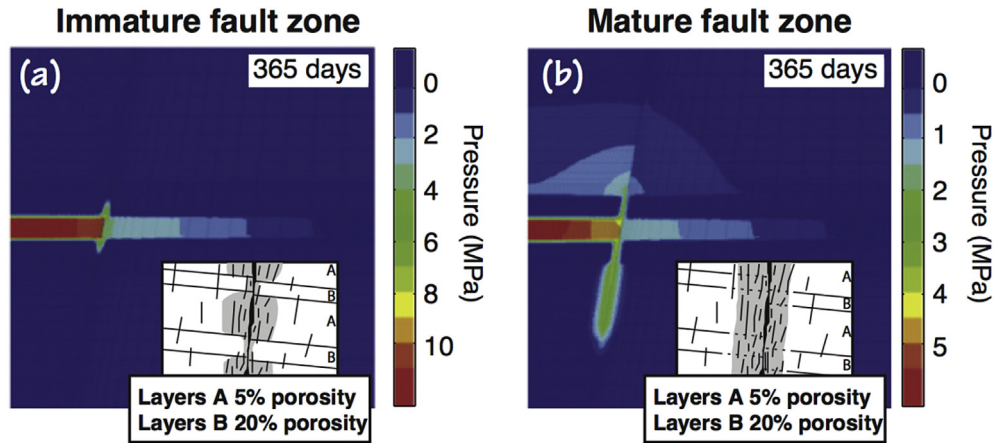 Immature fault zone
(a)
365 days
0
2
4
6
8
10
Pressure (MPa)
A
B
A
B
Layers A 5% porosity
Layers B 20% porosity
Mature fault zone
(b)
365 days
0
1
2
3
4
5
Pressure (MPa)
A
B
A
B
Layers A 5% porosity
Layers B 20% porosity